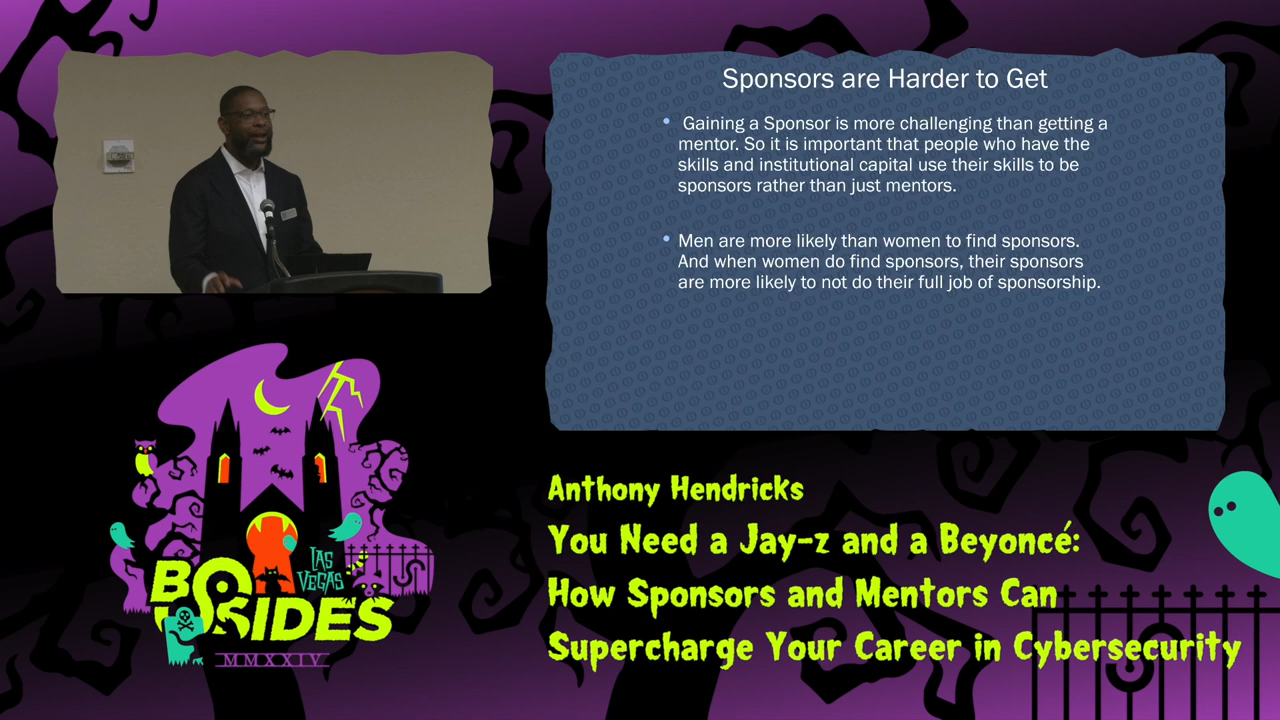 Sponsors are Harder to Get
• Gaining a Sponsor is more challenging than getting a
mentor. So it is important that people who have the
skills and institutional capital use their skills to be
sponsors rather than just mentors.
• Men are more likely than women to find sponsors.
And when women do find sponsors, their sponsors
are more likely to not do their full job of sponsorship.
Anthony Hendricks
You Need a Jay-z and a Beyoncé:
How Sponsors and Mentors Can
Supercharge Your Career in Cybersecurity
LAS
VEGAS
BSIDES
MMXXIV